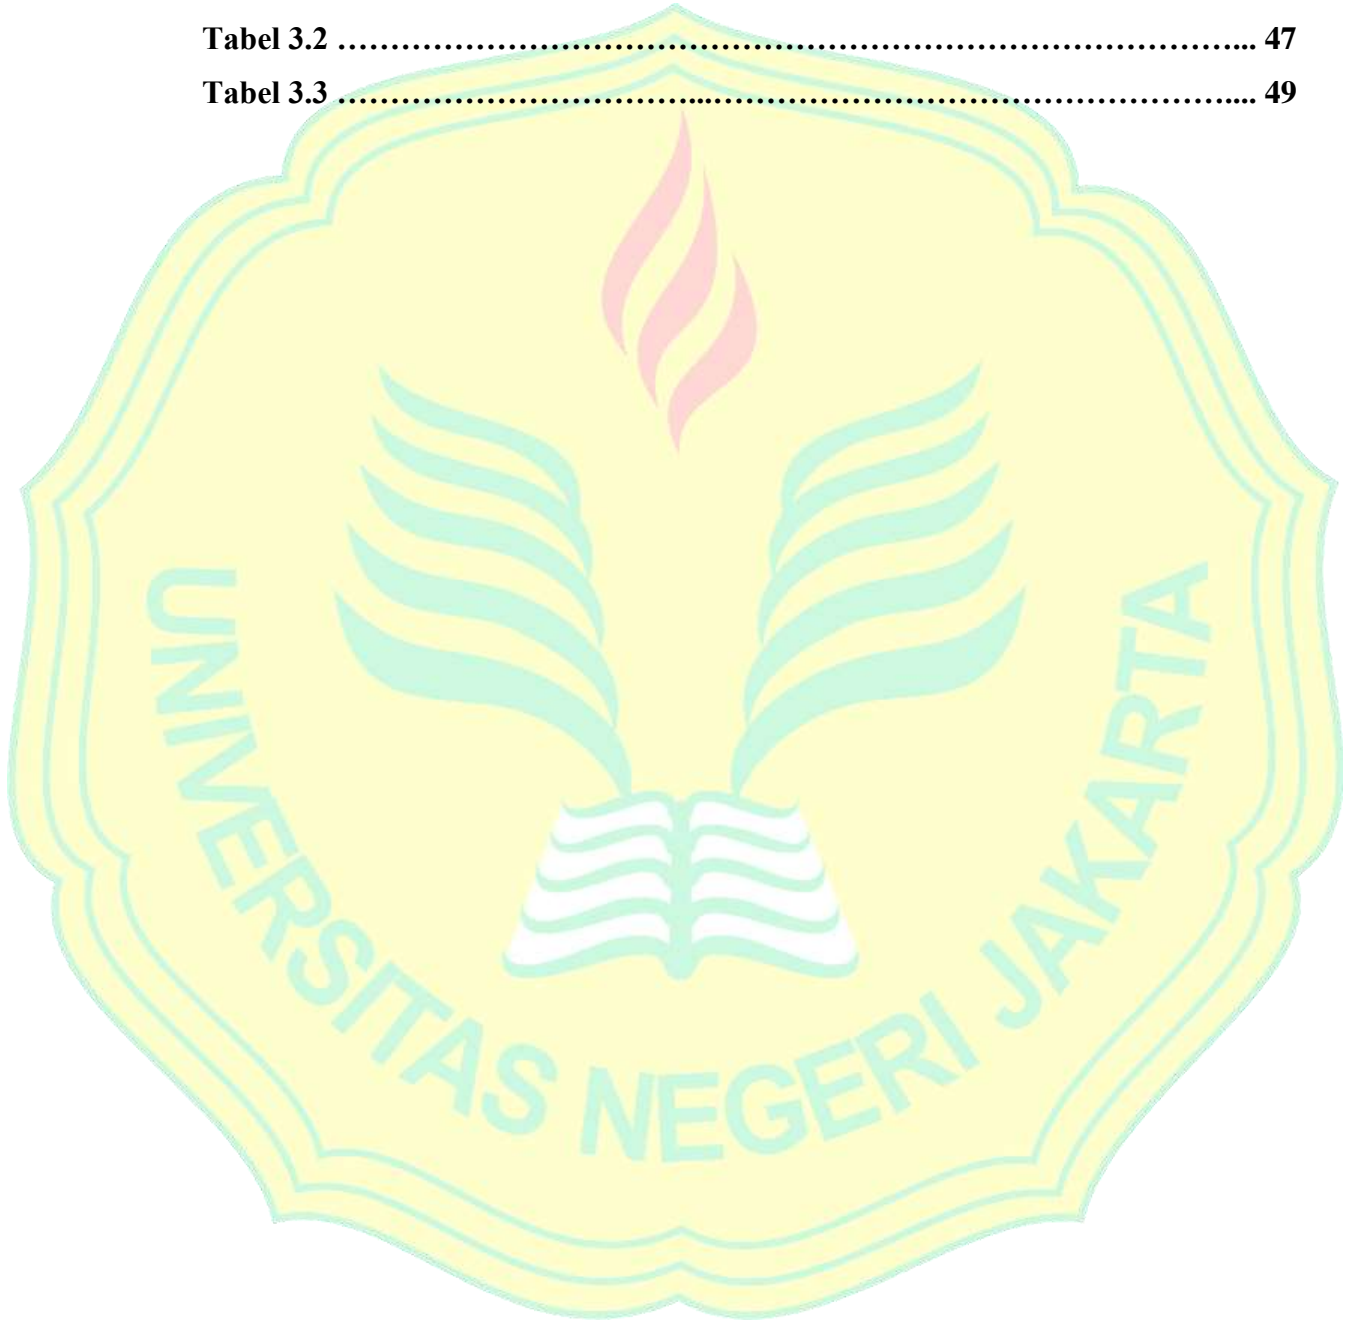 Tabel 3.2 ……………………………………………………………………………….... 47
Tabel 3.3 ……………………………....……………………………………………….... 49
UNIVERSITAS NEGERI JAKARTA